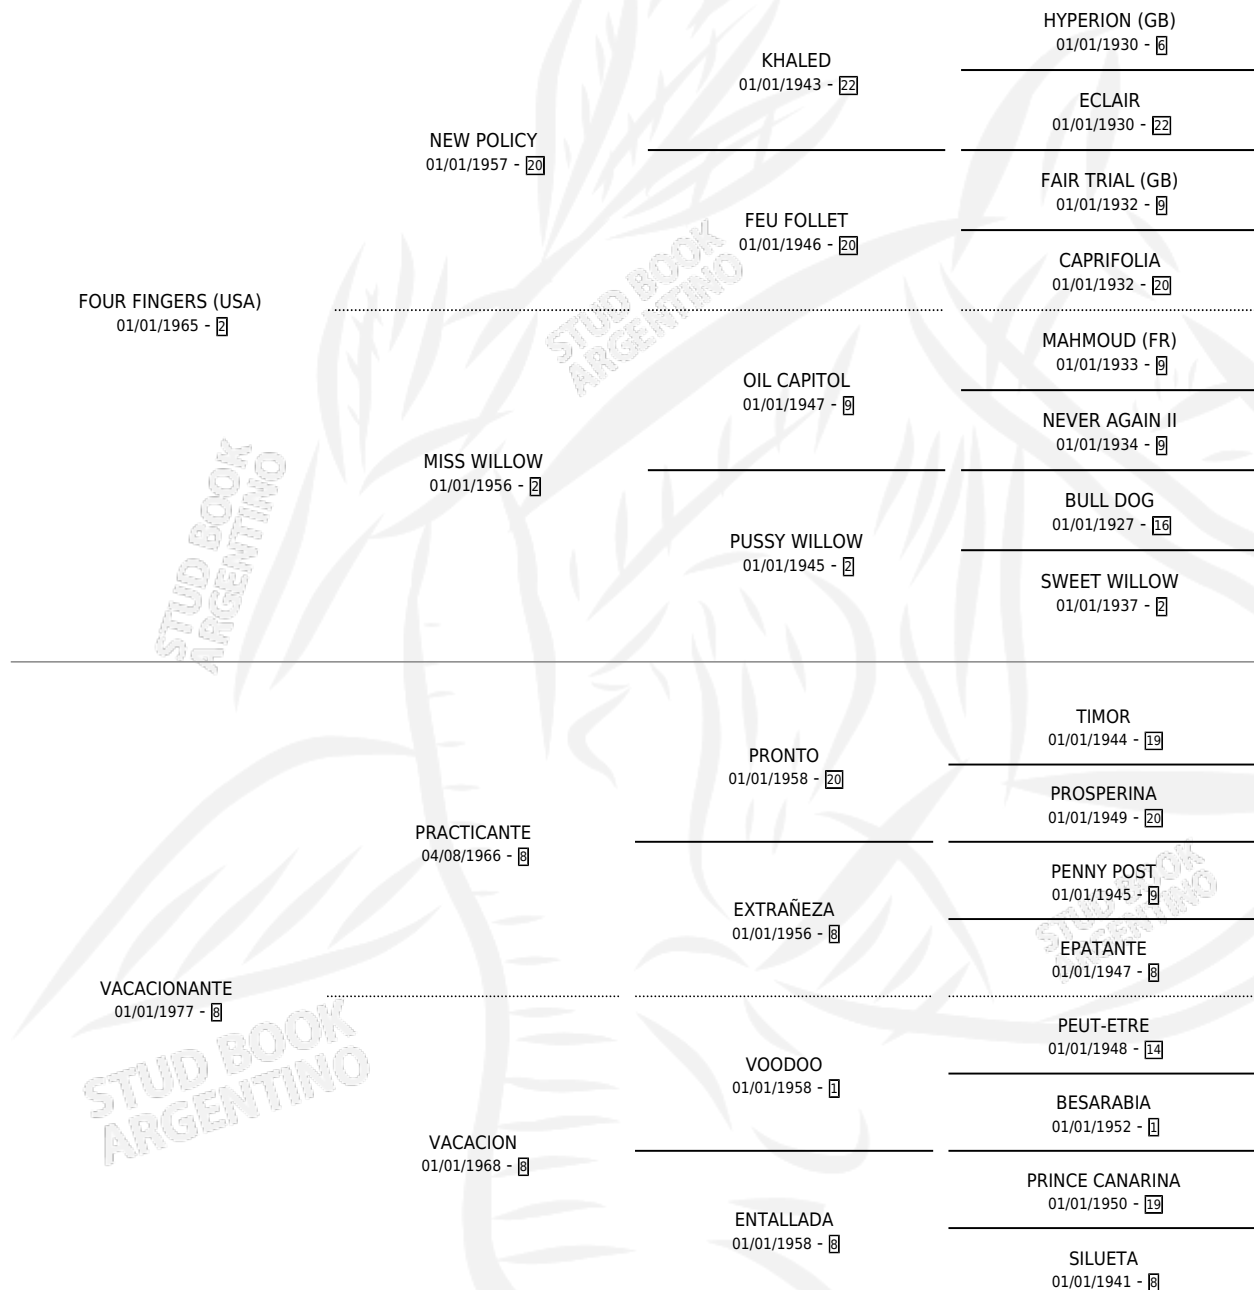 HYPERION (GB)
01/01/1930 - 6
KHALED
01/01/1943 - 22
ECLAIR
01/01/1930 - 22
NEW POLICY
01/01/1957 - 20
FAIR TRIAL (GB)
01/01/1932 - 9
FEU FOLLET
01/01/1946 - 20
CAPRIFOLIA
01/01/1932 - 20
FOUR FINGERS (USA)
01/01/1965 - 2
MAHMOUD (FR)
01/01/1933 - 9
OIL CAPITOL
01/01/1947 - 9
NEVER AGAIN II
01/01/1934 - 9
MISS WILLOW
01/01/1956 - 2
BULL DOG
01/01/1927 - 16
PUSSY WILLOW
01/01/1945 - 2
SWEET WILLOW
01/01/1937 - 2
STUD BOOK
ARGENTINO
STUD BOOK
ARGENTINO
TIMOR
01/01/1944 - 19
PRONTO
01/01/1958 - 20
PROSPERINA
01/01/1949 - 20
PRACTICANTE
04/08/1966 - 8
PENNY POST
01/01/1945 - 9
EXTRAÑEZA
01/01/1956 - 8
EPATANTE
01/01/1947 - 8
STUD BOOK
ARGENTINO
VACACIONANTE
01/01/1977 - 8
PEUT-ETRE
01/01/1948 - 14
VOODOO
01/01/1958 - 1
BESARABIA
01/01/1952 - 1
STUD BOOK
ARGENTINO
VACACION
01/01/1968 - 8
PRINCE CANARINA
01/01/1950 - 19
ENTALLADA
01/01/1958 - 8
SILUETA
01/01/1941 - 8